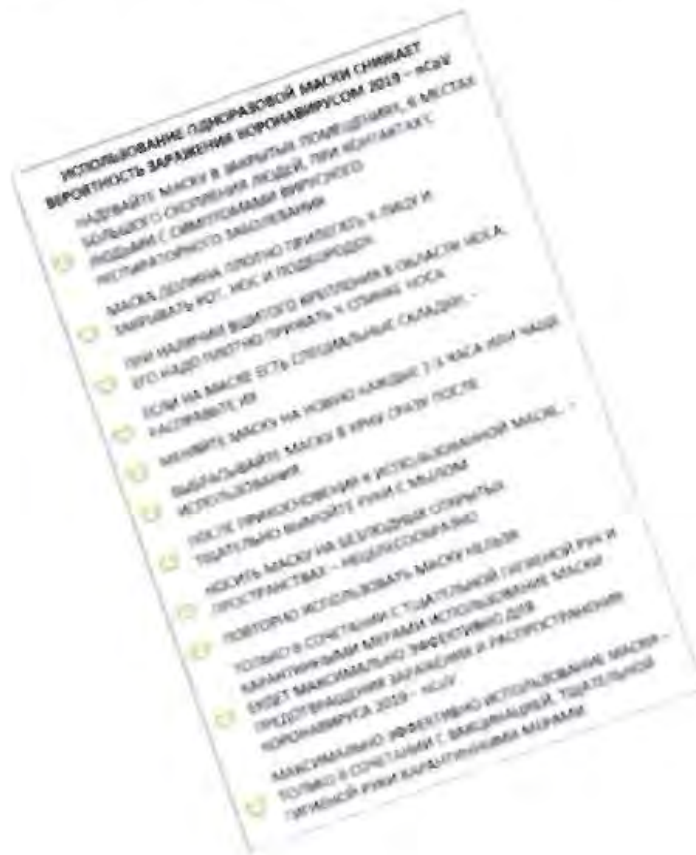 ИСПОЛЬЗОВАНИЕ ОДНОРАЗОВОЙ МАСКИ СНИЖАЕТ
ВЕРОЯТНОСТЬ ЗАРАЖЕНИЯ КОРОНАВИРУСОМ 2019 – nCoV
НАДЕВАЙТЕ МАСКУ В ЗАКРЫТЫХ ПОМЕЩЕНИЯХ, В МЕСТАХ
БОЛЬШОГО СКОПЛЕНИЯ ЛЮДЕЙ, ПРИ КОНТАКТАХ С
ЛЮДЬМИ С СИМПТОМАМИ ВИРУСНОГО
РЕСПИРАТОРНОГО ЗАБОЛЕВАНИЯ
МАСКА ДОЛЖНА ПЛОТНО ПРИЛЕГАТЬ К ЛИЦУ И
ЗАКРЫВАТЬ РОТ, НОС И ПОДБОРОДОК
ПРИ НАЛИЧИИ ВШИТОГО КРЕПЛЕНИЯ В ОБЛАСТИ НОСА,
ЕГО НАДО ПЛОТНО ПРИЖАТЬ К СПИНКЕ НОСА
ЕСЛИ НА МАСКЕ ЕСТЬ СПЕЦИАЛЬНЫЕ СКЛАДКИ, –
РАСПРАВЬТЕ ИХ
МЕНЯЙТЕ МАСКУ НА НОВУЮ КАЖДЫЕ 2-3 ЧАСА ИЛИ ЧАЩЕ
ВЫБРАСЫВАЙТЕ МАСКУ В УРНУ СРАЗУ ПОСЛЕ
ИСПОЛЬЗОВАНИЯ
ПОСЛЕ ПРИКОСНОВЕНИЯ К ИСПОЛЬЗОВАННОЙ МАСКЕ, –
ТЩАТЕЛЬНО ВЫМОЙТЕ РУКИ С МЫЛОМ
НОСИТЬ МАСКУ НА БЕЗЛЮДНЫХ ОТКРЫТЫХ
ПРОСТРАНСТВАХ – НЕЦЕЛЕСООБРАЗНО
ПОВТОРНО ИСПОЛЬЗОВАТЬ МАСКУ НЕЛЬЗЯ
ТОЛЬКО В СОЧЕТАНИИ С ТЩАТЕЛЬНОЙ ГИГИЕНОЙ РУК И
КАРАНТИННЫМИ МЕРАМИ ИСПОЛЬЗОВАНИЕ МАСКИ
БУДЕТ МАКСИМАЛЬНО ЭФФЕКТИВНО ДЛЯ
ПРЕДОТВРАЩЕНИЯ ЗАРАЖЕНИЯ И РАСПРОСТРАНЕНИЯ
КОРОНАВИРУСА 2019 – nCoV
МАКСИМАЛЬНО ЭФФЕКТИВНО ИСПОЛЬЗОВАНИЕ МАСКИ –
ТОЛЬКО В СОЧЕТАНИИ С ВАКЦИНАЦИЕЙ, ТЩАТЕЛЬНОЙ
ГИГИЕНОЙ РУКИ КАРАНТИННЫМИ МЕРАМИ